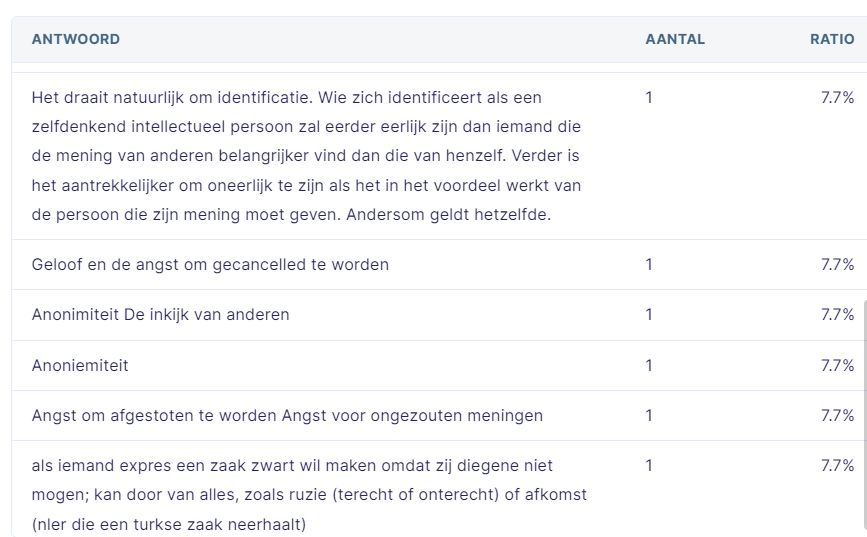 ANTWOORD AANTAL RATIO
Het draait natuurlijk om identificatie. Wie zich identificeert als een 1 7.7%
zelfdenkend intellectueel persoon zal eerder eerlijk zijn dan iemand die
de mening van anderen belangrijker vind dan die van henzelf. Verder is
het aantrekkelijker om oneerlijk te zijn als het in het voordeel werkt van
de persoon die zijn mening moet geven. Andersom geldt hetzelfde.
Geloof en de angst om gecancelled te worden 1 7.7%
Anonimiteit De inkijk van anderen 1 7.7%
Anoniemiteit 1 7.7%
Angst om afgestoten te worden Angst voor ongezouten meningen 1 7.7%
als iemand expres een zaak zwart wil maken omdat zij diegene niet 1 7.7%
mogen; kan door van alles, zoals ruzie (terecht of onterecht) of afkomst
(nler die een turkse zaak neerhaalt)